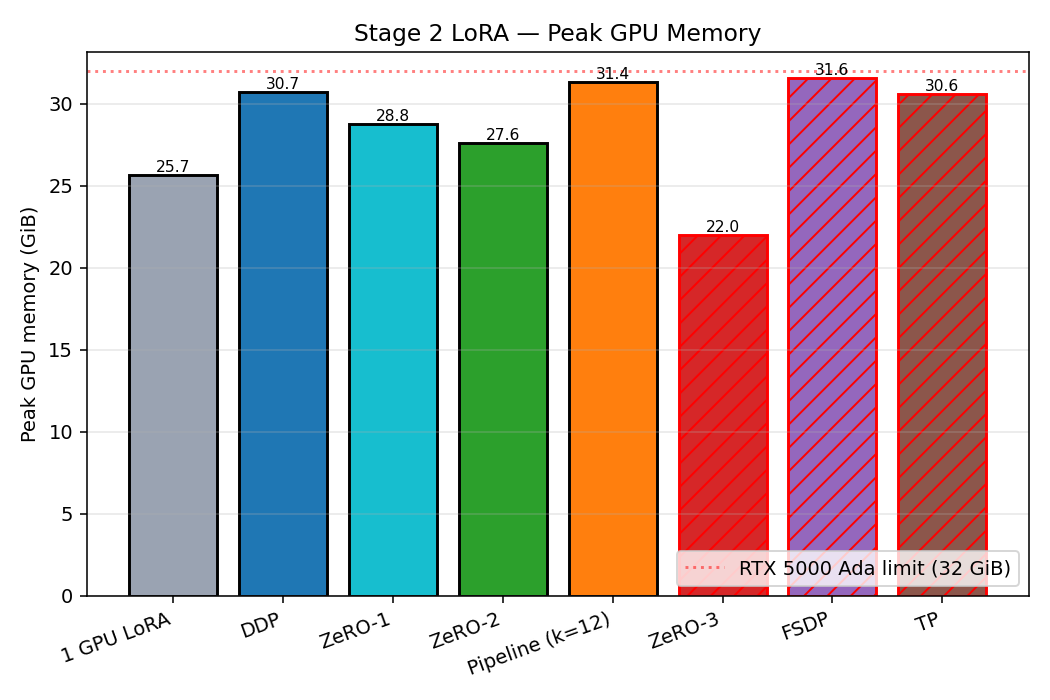 Stage 2 LoRA — Peak GPU Memory
Peak GPU memory (GiB)
30
25
20
15
10
5
0
25.7
30.7
28.8
27.6
31.4
22.0
31.6
30.6
RTX 5000 Ada limit (32 GiB)
1 GPU LoRA
DDP
ZeRO-1
ZeRO-2
Pipeline (k=12)
ZeRO-3
FSDP
TP